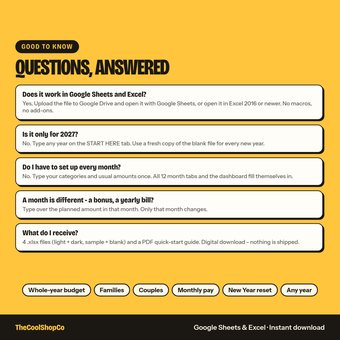 GOOD TO KNOW
QUESTIONS, ANSWERED
Does it work in Google Sheets and Excel?
Yes. Upload the file to Google Drive and open it with Google Sheets, or open it in Excel 2016 or newer. No macros,
no add-ons.
Is it only for 2027?
No. Type any year on the START HERE tab. Use a fresh copy of the blank file for every new year.
Do I have to set up every month?
No. Type your categories and usual amounts once. All 12 month tabs and the dashboard fill themselves in.
A month is different - a bonus, a yearly bill?
Type over the planned amount in that month. Only that month changes.
What do I receive?
4 .xlsx files (light + dark, sample + blank) and a PDF quick-start guide. Digital download - nothing is shipped.
Whole-year budget
Families
Couples
Monthly pay
New Year reset
Any year
TheCoolShopCo
Google Sheets & Excel · Instant download